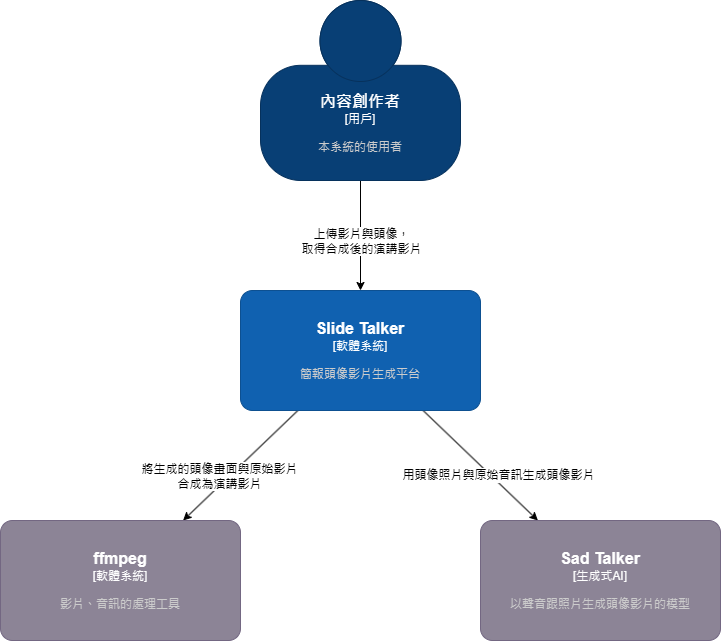 內容創作者
[用戶]
本系統的使用者
上傳影片與頭像，
取得合成後的演講影片
Slide Talker
[軟體系統]
簡報頭像影片生成平台
將生成的頭像畫面與原始影片
合成為演講影片
用頭像照片與原始音訊生成頭像影片
ffmpeg
[軟體系統]
影片、音訊的處理工具
Sad Talker
[生成式AI]
以聲音跟照片生成頭像影片的模型